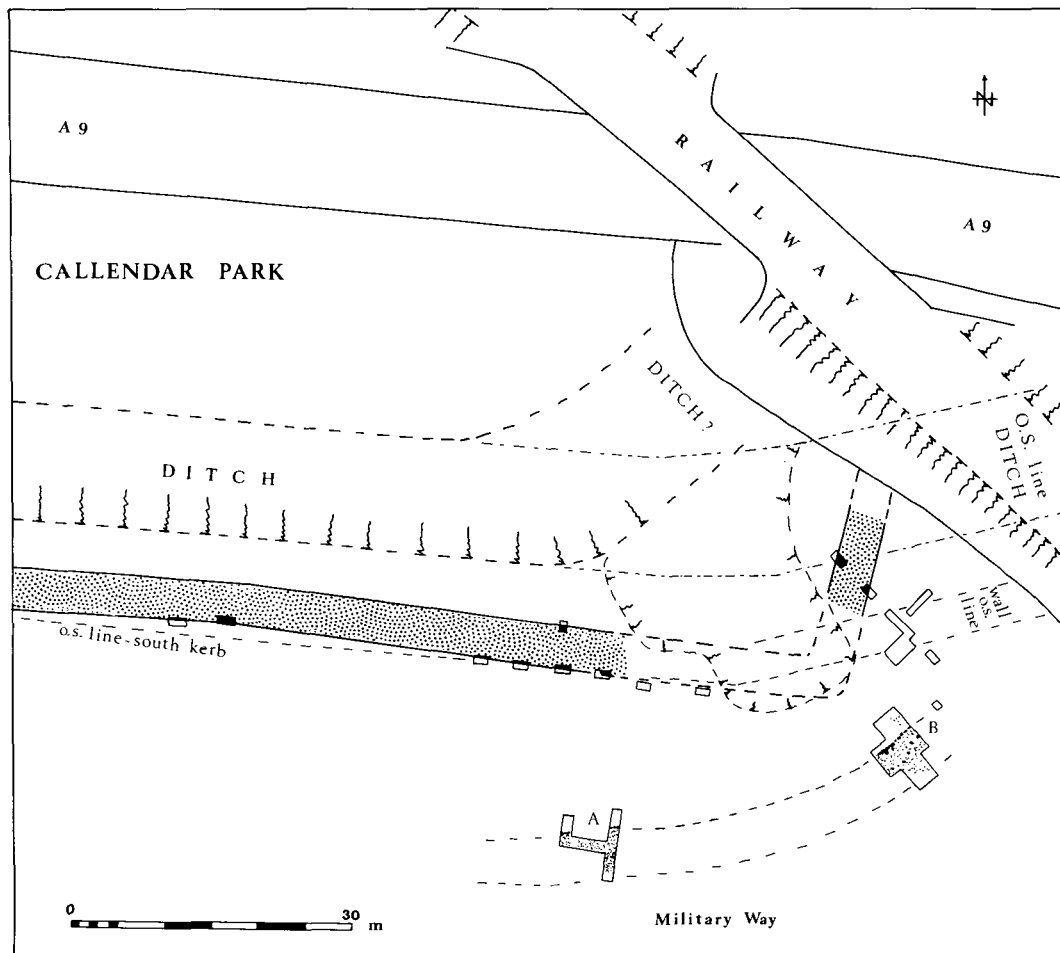 A 9
RAILWAY
A 9
CALLENDAR PARK
DITCH?
O.S. line
DITCH
DITCH
wall
o.s.
line
o.s. line-south kerb
B
A
0 30 m
Military Way
N